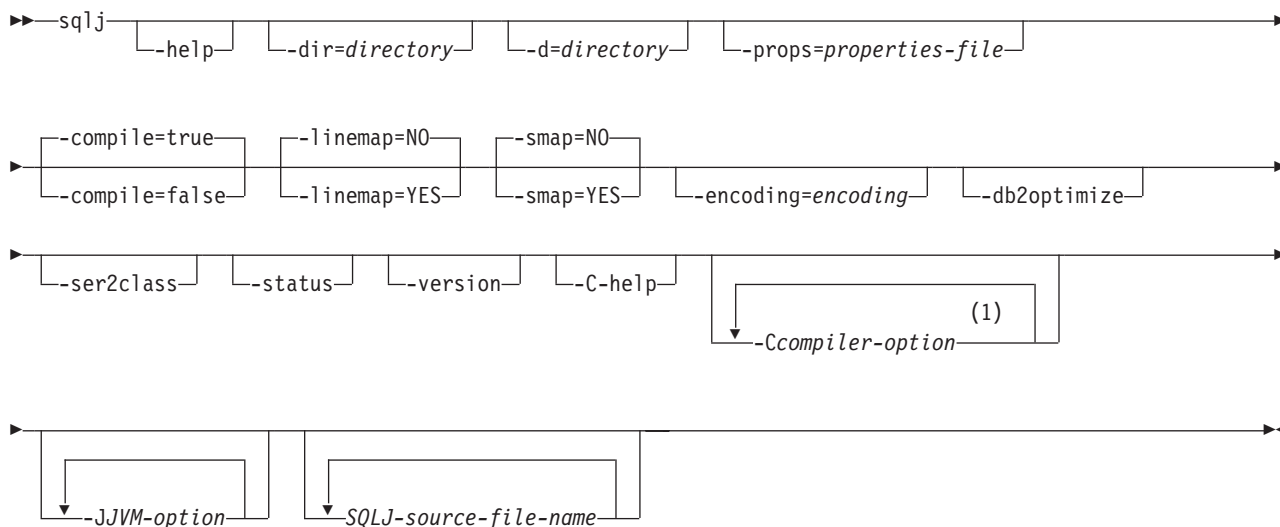 sqlj -help -dir=directory -d=directory -props=properties-file
-compile=true -linemap=NO -smap=NO
-compile=false -linemap=YES -smap=YES -encoding=encoding -db2optimize
-ser2class -status -version -C-help
(1)
-Ccompiler-option
-JJVM-option SQLJ-source-file-name